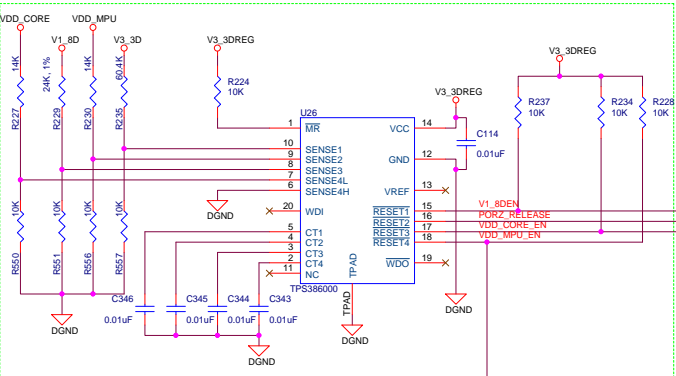 VDD_CORE
VDD_MPU
V1_8D
V3_3D
V3_3DREG
V3_3DREG
14K
24K, 1%
14K
60.4K
R227
R229
R230
R235
R224
10K
V3_3DREG
R237
10K
R234
10K
R228
10K
U26
1
MR
VCC
14
C114
0.01uF
10
SENSE1
9
SENSE2
8
SENSE3
7
SENSE4L
6
SENSE4H
GND
12
VREF
13
DGND
20
WDI
RESET1
15
V1_8DEN
RESET2
16
PORZ_RELEASE
RESET3
17
VDD_CORE_EN
RESET4
18
VDD_MPU_EN
10K
10K
10K
10K
R550
R551
R556
R557
5
CT1
4
CT2
3
CT3
2
CT4
11
NC
WDO
19
TPAD
TPS386000
TPAD
C346
0.01uF
C345
0.01uF
C344
0.01uF
C343
0.01uF
DGND
DGND
DGND
DGND